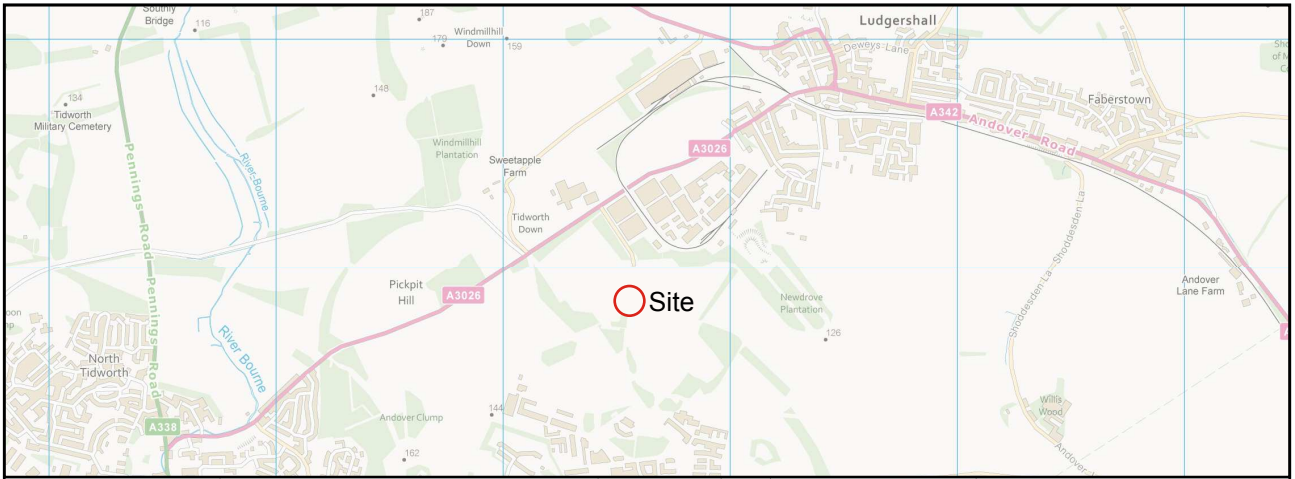 Southly
Bridge
116
187
179
Windmillhill
Down
159
Ludgershall
Deweys Lane
148
134
Tidworth
Military Cemetery
A342
Andover Road
Faberstown
Pennings Road
Pennings Road
River Bourne
Windmillhill
Plantation
Sweetapple
Farm
A3026
Tidworth
Down
Shoddesden La
Shoddesden La
Pickpit
Hill
A3026
Site
Newdrove
Plantation
126
Andover
Lane Farm
River Bourne
North
Tidworth
A338
Andover Clump
144
162
Willis
Wood